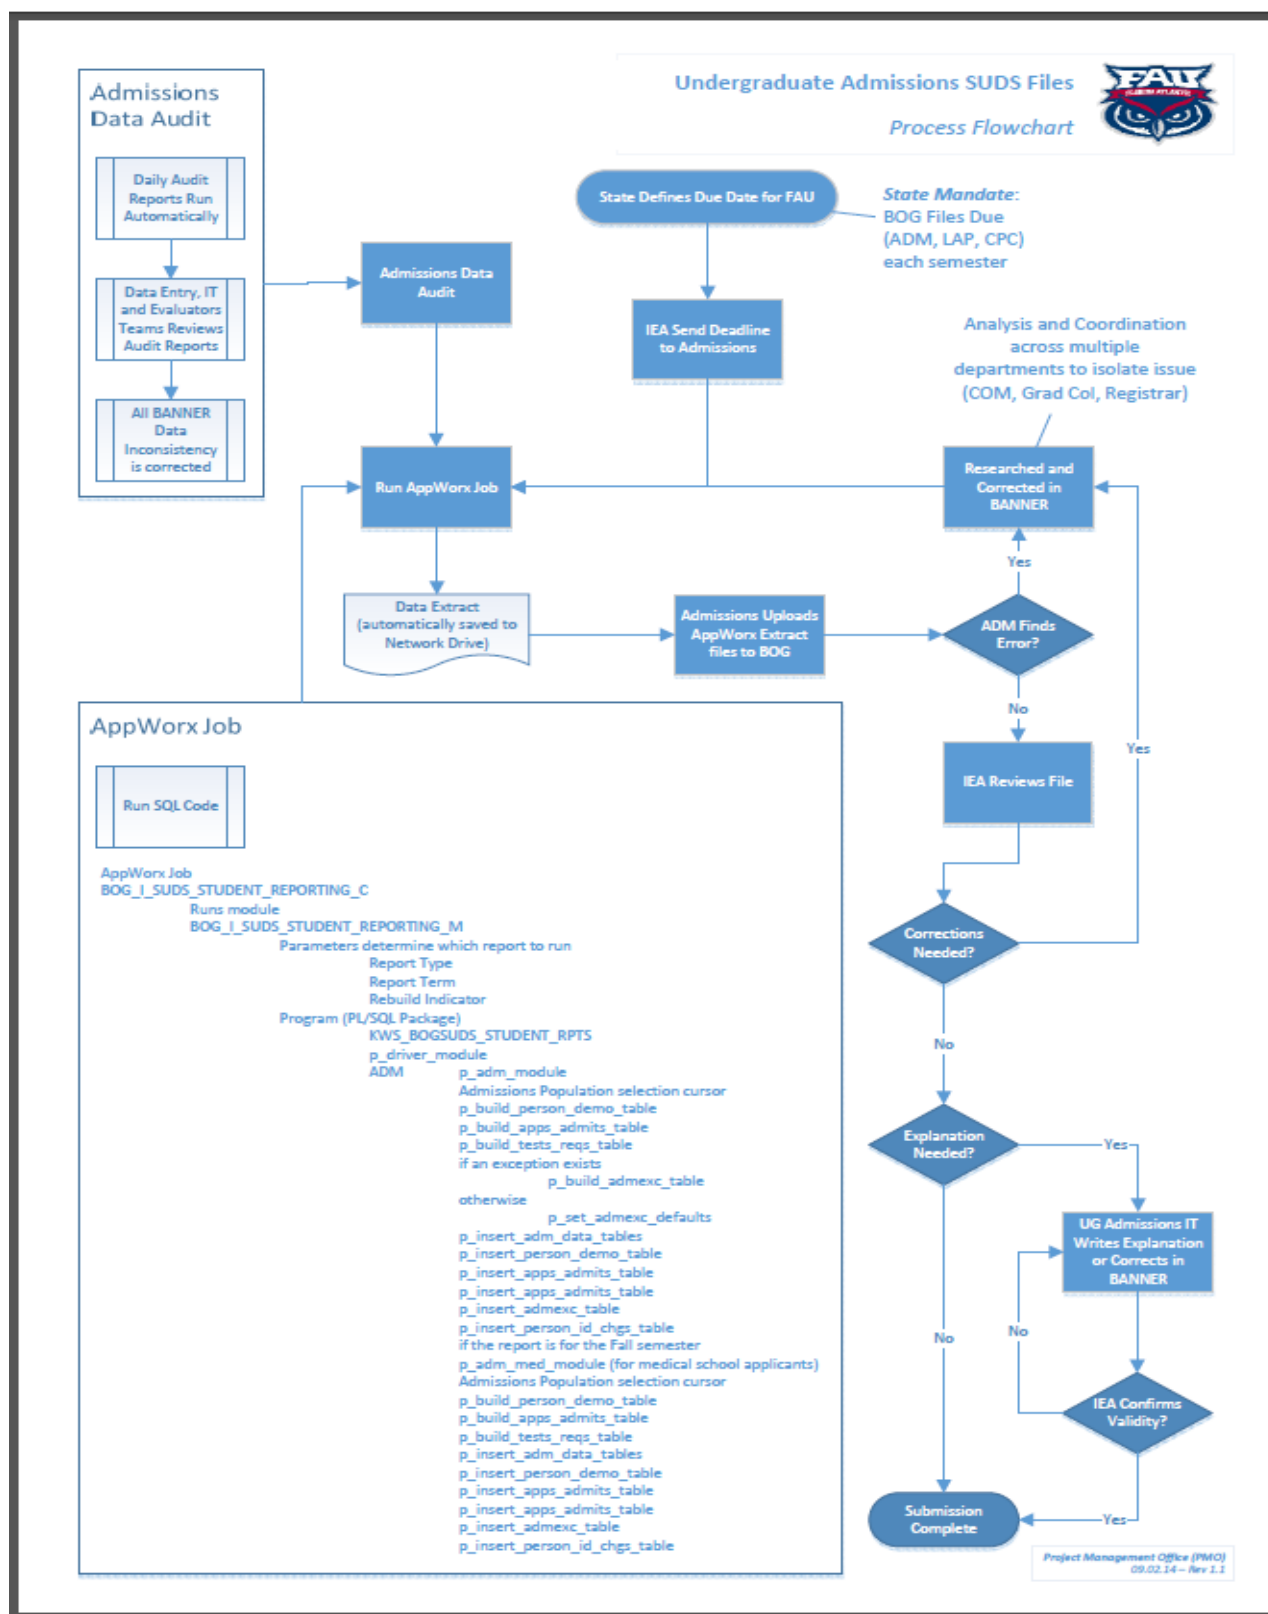 Undergraduate Admissions SUDS Files
Process Flowchart
FAU
FLORIDA ATLANTIC
Admissions
Data Audit
Daily Audit
Reports Run
Automatically
Data Entry, IT
and Evaluators
Teams Reviews
Audit Reports
All BANNER
Data
Inconsistency
is corrected
Admissions Data
Audit
State Defines Due Date for FAU
State Mandate:
BOG Files Due
(ADM, LAP, CPC)
each semester
IEA Send Deadline
to Admissions
Analysis and Coordination
across multiple
departments to isolate issue
(COM, Grad Col, Registrar)
Run AppWorx Job
Researched and
Corrected in
BANNER
Yes
Data Extract
(automatically saved to
Network Drive)
Admissions Uploads
AppWorx Extract
files to BOG
ADM Finds
Error?
No
Yes
IEA Reviews File
Corrections
Needed?
No
Explanation
Needed?
Yes
UG Admissions IT
Writes Explanation
or Corrects in
BANNER
No
No
IEA Confirms
Validity?
Yes
Submission
Complete
AppWorx Job
Run SQL Code
AppWorx Job
BOG_I_SUDS_STUDENT_REPORTING_C
Runs module
BOG_I_SUDS_STUDENT_REPORTING_M
Parameters determine which report to run
Report Type
Report Term
Rebuild Indicator
Program (PL/SQL Package)
KWS_BOGSUDS_STUDENT_RPTS
p_driver_module
ADM p_adm_module
Admissions Population selection cursor
p_build_person_demo_table
p_build_apps_admits_table
p_build_tests_reqs_table
if an exception exists
p_build_admexc_table
otherwise
p_set_admexc_defaults
p_insert_adm_data_tables
p_insert_person_demo_table
p_insert_apps_admits_table
p_insert_apps_admits_table
p_insert_admexc_table
p_insert_person_id_chgs_table
if the report is for the Fall semester
p_adm_med_module (for medical school applicants)
Admissions Population selection cursor
p_build_person_demo_table
p_build_apps_admits_table
p_build_tests_reqs_table
p_insert_adm_data_tables
p_insert_person_demo_table
p_insert_apps_admits_table
p_insert_apps_admits_table
p_insert_admexc_table
p_insert_person_id_chgs_table
Project Management Office (PMO)
09.02.14 – Rev 1.1